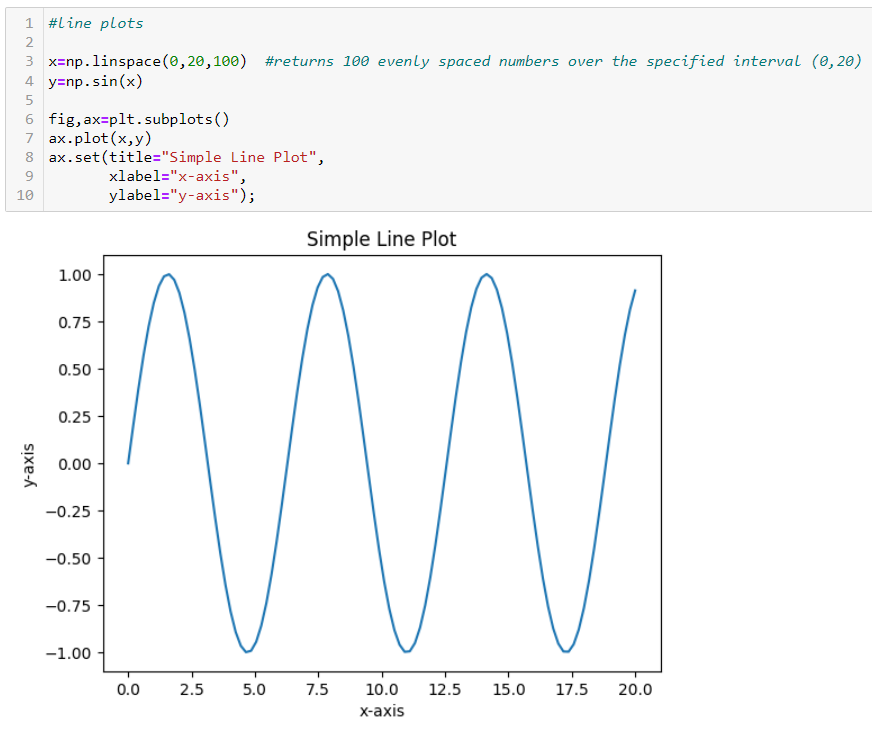 1 #line plots
2
3 x=np.linspace(0,20,100)  #returns 100 evenly spaced numbers over the specified interval (0,20)
4 y=np.sin(x)
5
6 fig,ax=plt.subplots()
7 ax.plot(x,y)
8 ax.set(title="Simple Line Plot",
9        xlabel="x-axis",
10        ylabel="y-axis");
Simple Line Plot
1.00
0.75
0.50
0.25
0.00
y-axis
−0.25
−0.50
−0.75
−1.00
0.0 2.5 5.0 7.5 10.0 12.5 15.0 17.5 20.0
x-axis